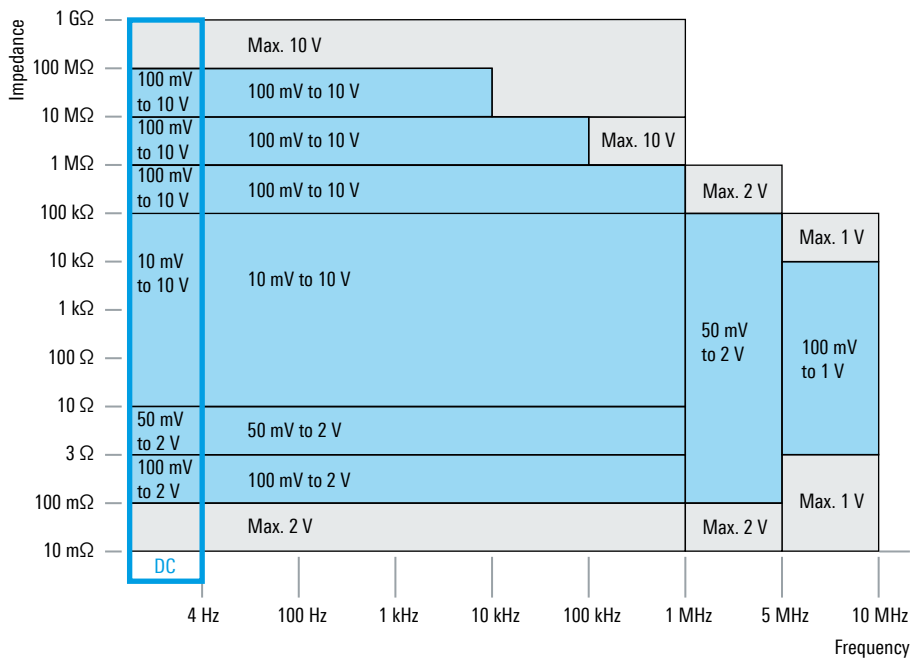 Impedance
1 GΩ
Max. 10 V
100 MΩ
100 mV
to 10 V
100 mV to 10 V
10 MΩ
100 mV
to 10 V
100 mV to 10 V
Max. 10 V
1 MΩ
100 mV
to 10 V
100 mV to 10 V
Max. 2 V
100 kΩ
Max. 1 V
10 kΩ
10 mV
to 10 V
10 mV to 10 V
1 kΩ
50 mV
to 2 V
100 mV
to 1 V
100 Ω
10 Ω
50 mV
to 2 V
50 mV to 2 V
3 Ω
100 mV
to 2 V
100 mV to 2 V
100 mΩ
Max. 1 V
Max. 2 V
Max. 2 V
10 mΩ
DC
4 Hz
100 Hz
1 kHz
10 kHz
100 kHz
1 MHz
5 MHz
10 MHz
Frequency